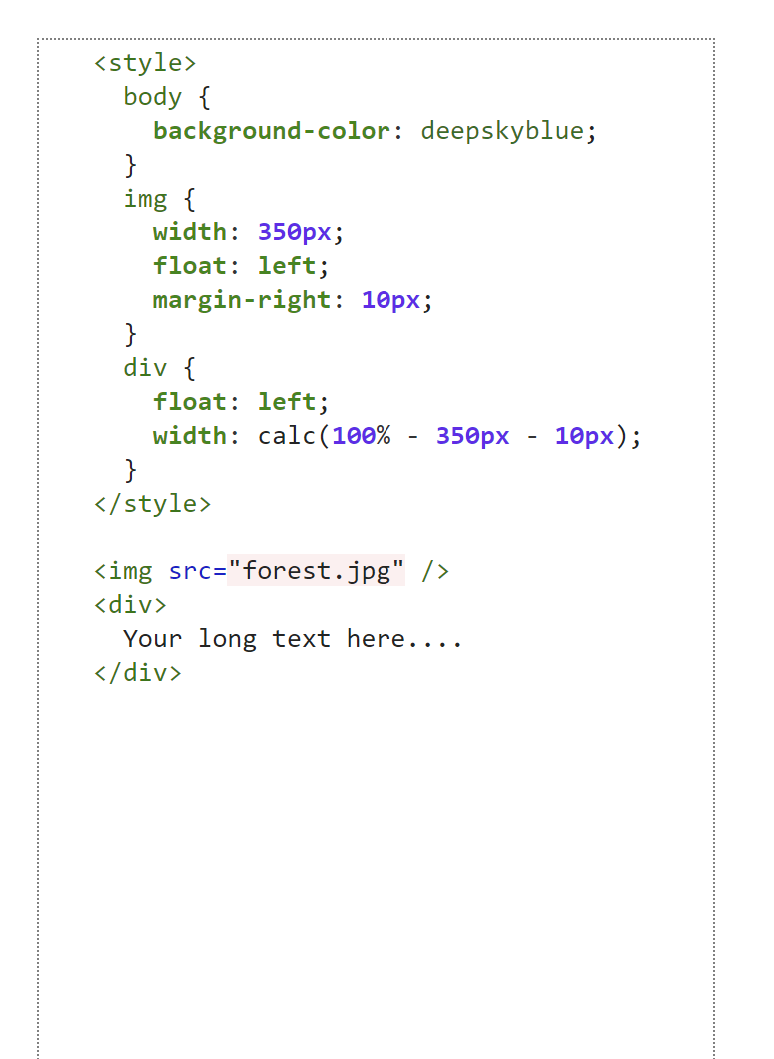 <style>
  body {
    background-color: deepskyblue;
  }
  img {
    width: 350px;
    float: left;
    margin-right: 10px;
  }
  div {
    float: left;
    width: calc(100% - 350px - 10px);
  }
</style>

<img src="forest.jpg" />
<div>
  Your long text here....
</div>